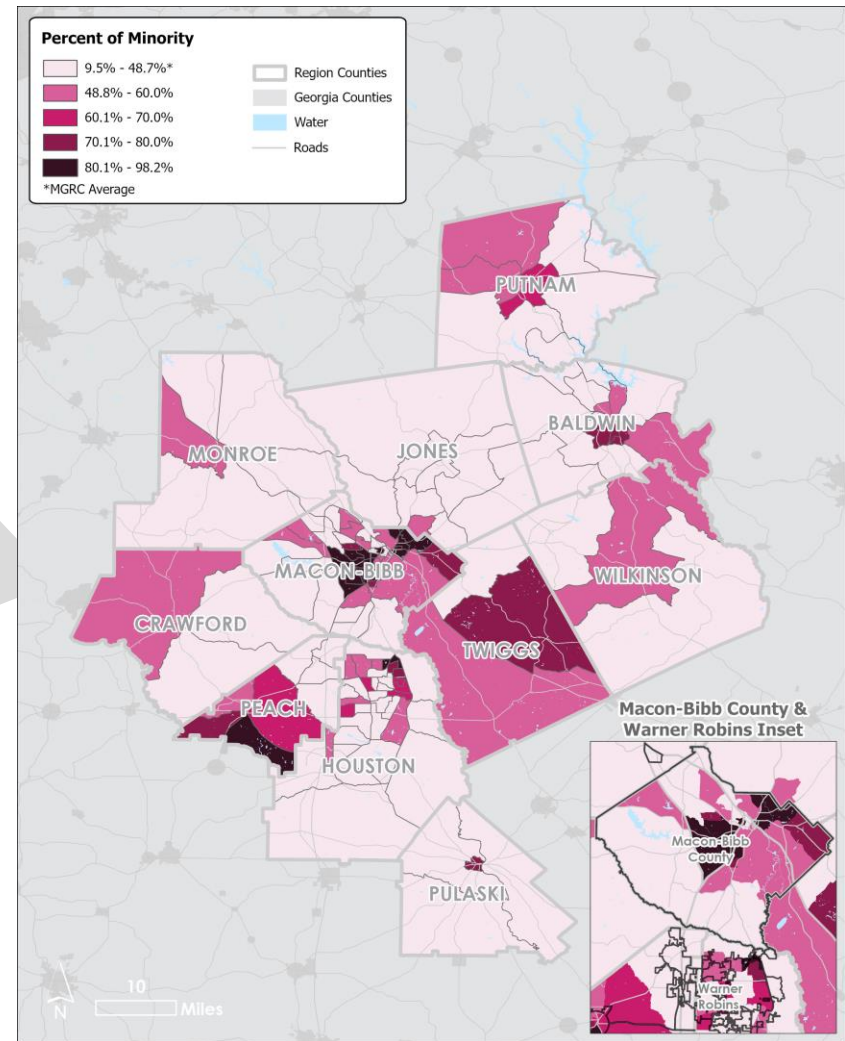 Percent of Minority
9.5% - 48.7%*
48.8% - 60.0%
60.1% - 70.0%
70.1% - 80.0%
80.1% - 98.2%
*MGRC Average
Region Counties
Georgia Counties
Water
Roads
PUTNAM
BALDWIN
MONROE
JONES
MACON-BIBB
WILKINSON
CRAWFORD
TWIGGS
PEACH
HOUSTON
PULASKI
Macon-Bibb County &
Warner Robins Inset
Macon-Bibb
County
Warner
Robins
N
10
Miles